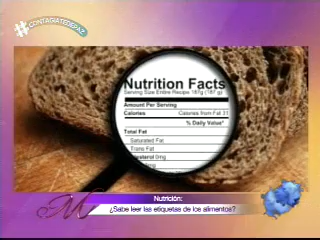 #CONTAGIATEDEPAZ
Nutrition Facts
Serving Size Entire Recipe 187g (187 g)
Amount Per Serving
Calories Calories from Fat 31
% Daily Value*
Total Fat
Saturated Fat
Trans Fat
Cholesterol 0mg
M
Nutrición:
¿Sabe leer las etiquetas de los alimentos?